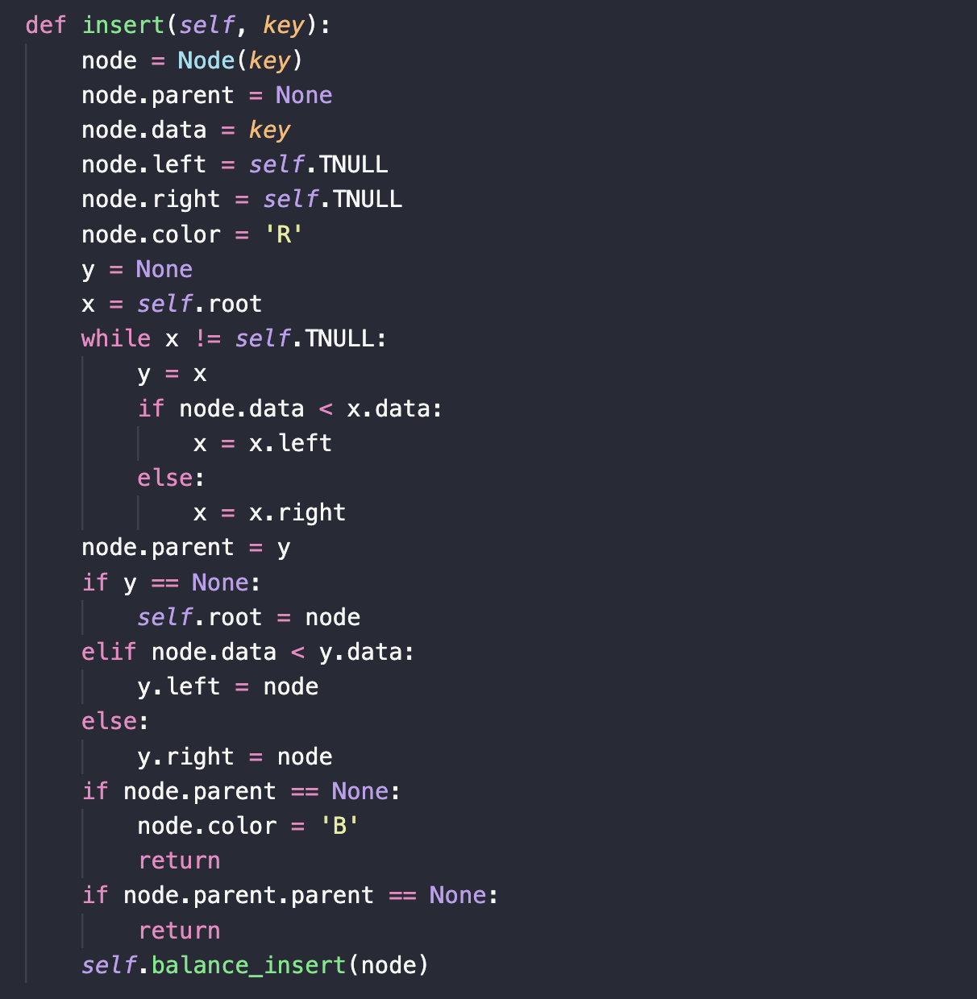 def insert(self, key):
    node = Node(key)
    node.parent = None
    node.data = key
    node.left = self.TNULL
    node.right = self.TNULL
    node.color = 'R'
    y = None
    x = self.root
    while x != self.TNULL:
        y = x
        if node.data < x.data:
            x = x.left
        else:
            x = x.right
    node.parent = y
    if y == None:
        self.root = node
    elif node.data < y.data:
        y.left = node
    else:
        y.right = node
    if node.parent == None:
        node.color = 'B'
        return
    if node.parent.parent == None:
        return
    self.balance_insert(node)